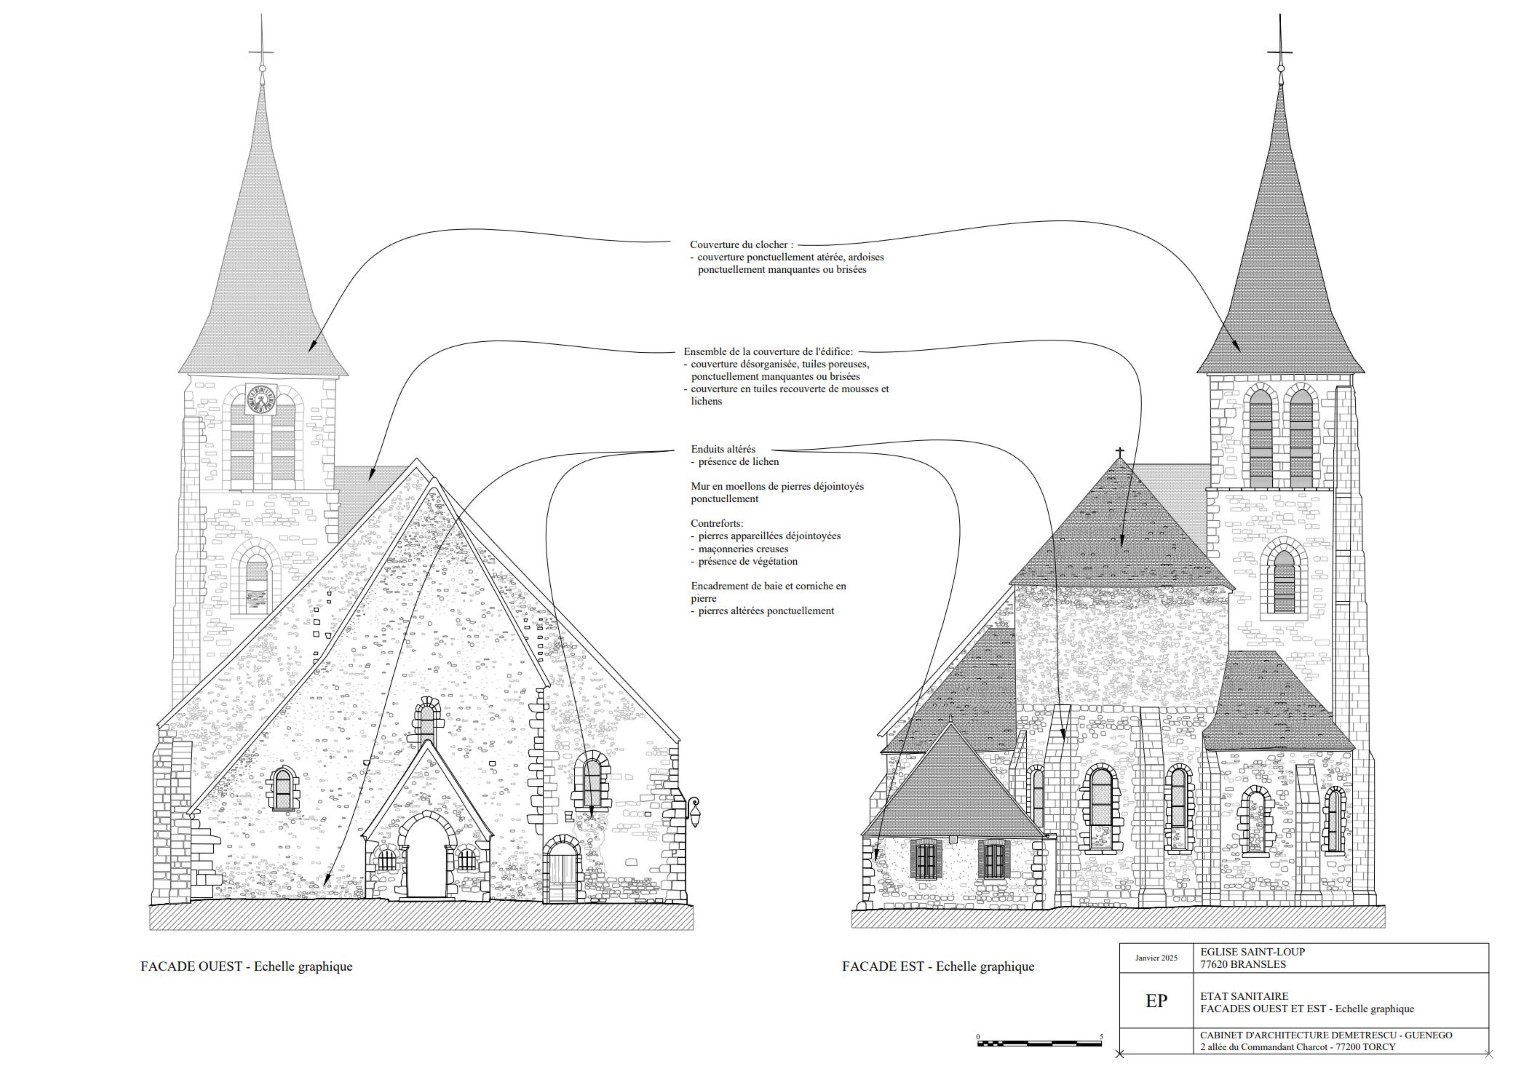 Couverture du clocher :
- couverture ponctuellement atérée, ardoises
ponctuellement manquantes ou brisées
Ensemble de la couverture de l'édifice:
- couverture désorganisée, tuiles poreuses,
ponctuellement manquantes ou brisées
- couverture en tuiles recouverte de mousses et
lichens
Enduits altérés
- présence de lichen
Mur en moellons de pierres déjointoyés
ponctuellement
Contreforts:
- pierres appareillées déjointoyées
- maçonneries creuses
- présence de végétation
Encadrement de baie et corniche en
pierre
- pierres altérées ponctuellement
FACADE OUEST - Echelle graphique
FACADE EST - Echelle graphique
0 5
Janvier 2025
EGLISE SAINT-LOUP
77620 BRANSLES
EP
ETAT SANITAIRE
FACADES OUEST ET EST - Echelle graphique
CABINET D'ARCHITECTURE DEMETRESCU - GUENEGO
2 allée du Commandant Charcot - 77200 TORCY